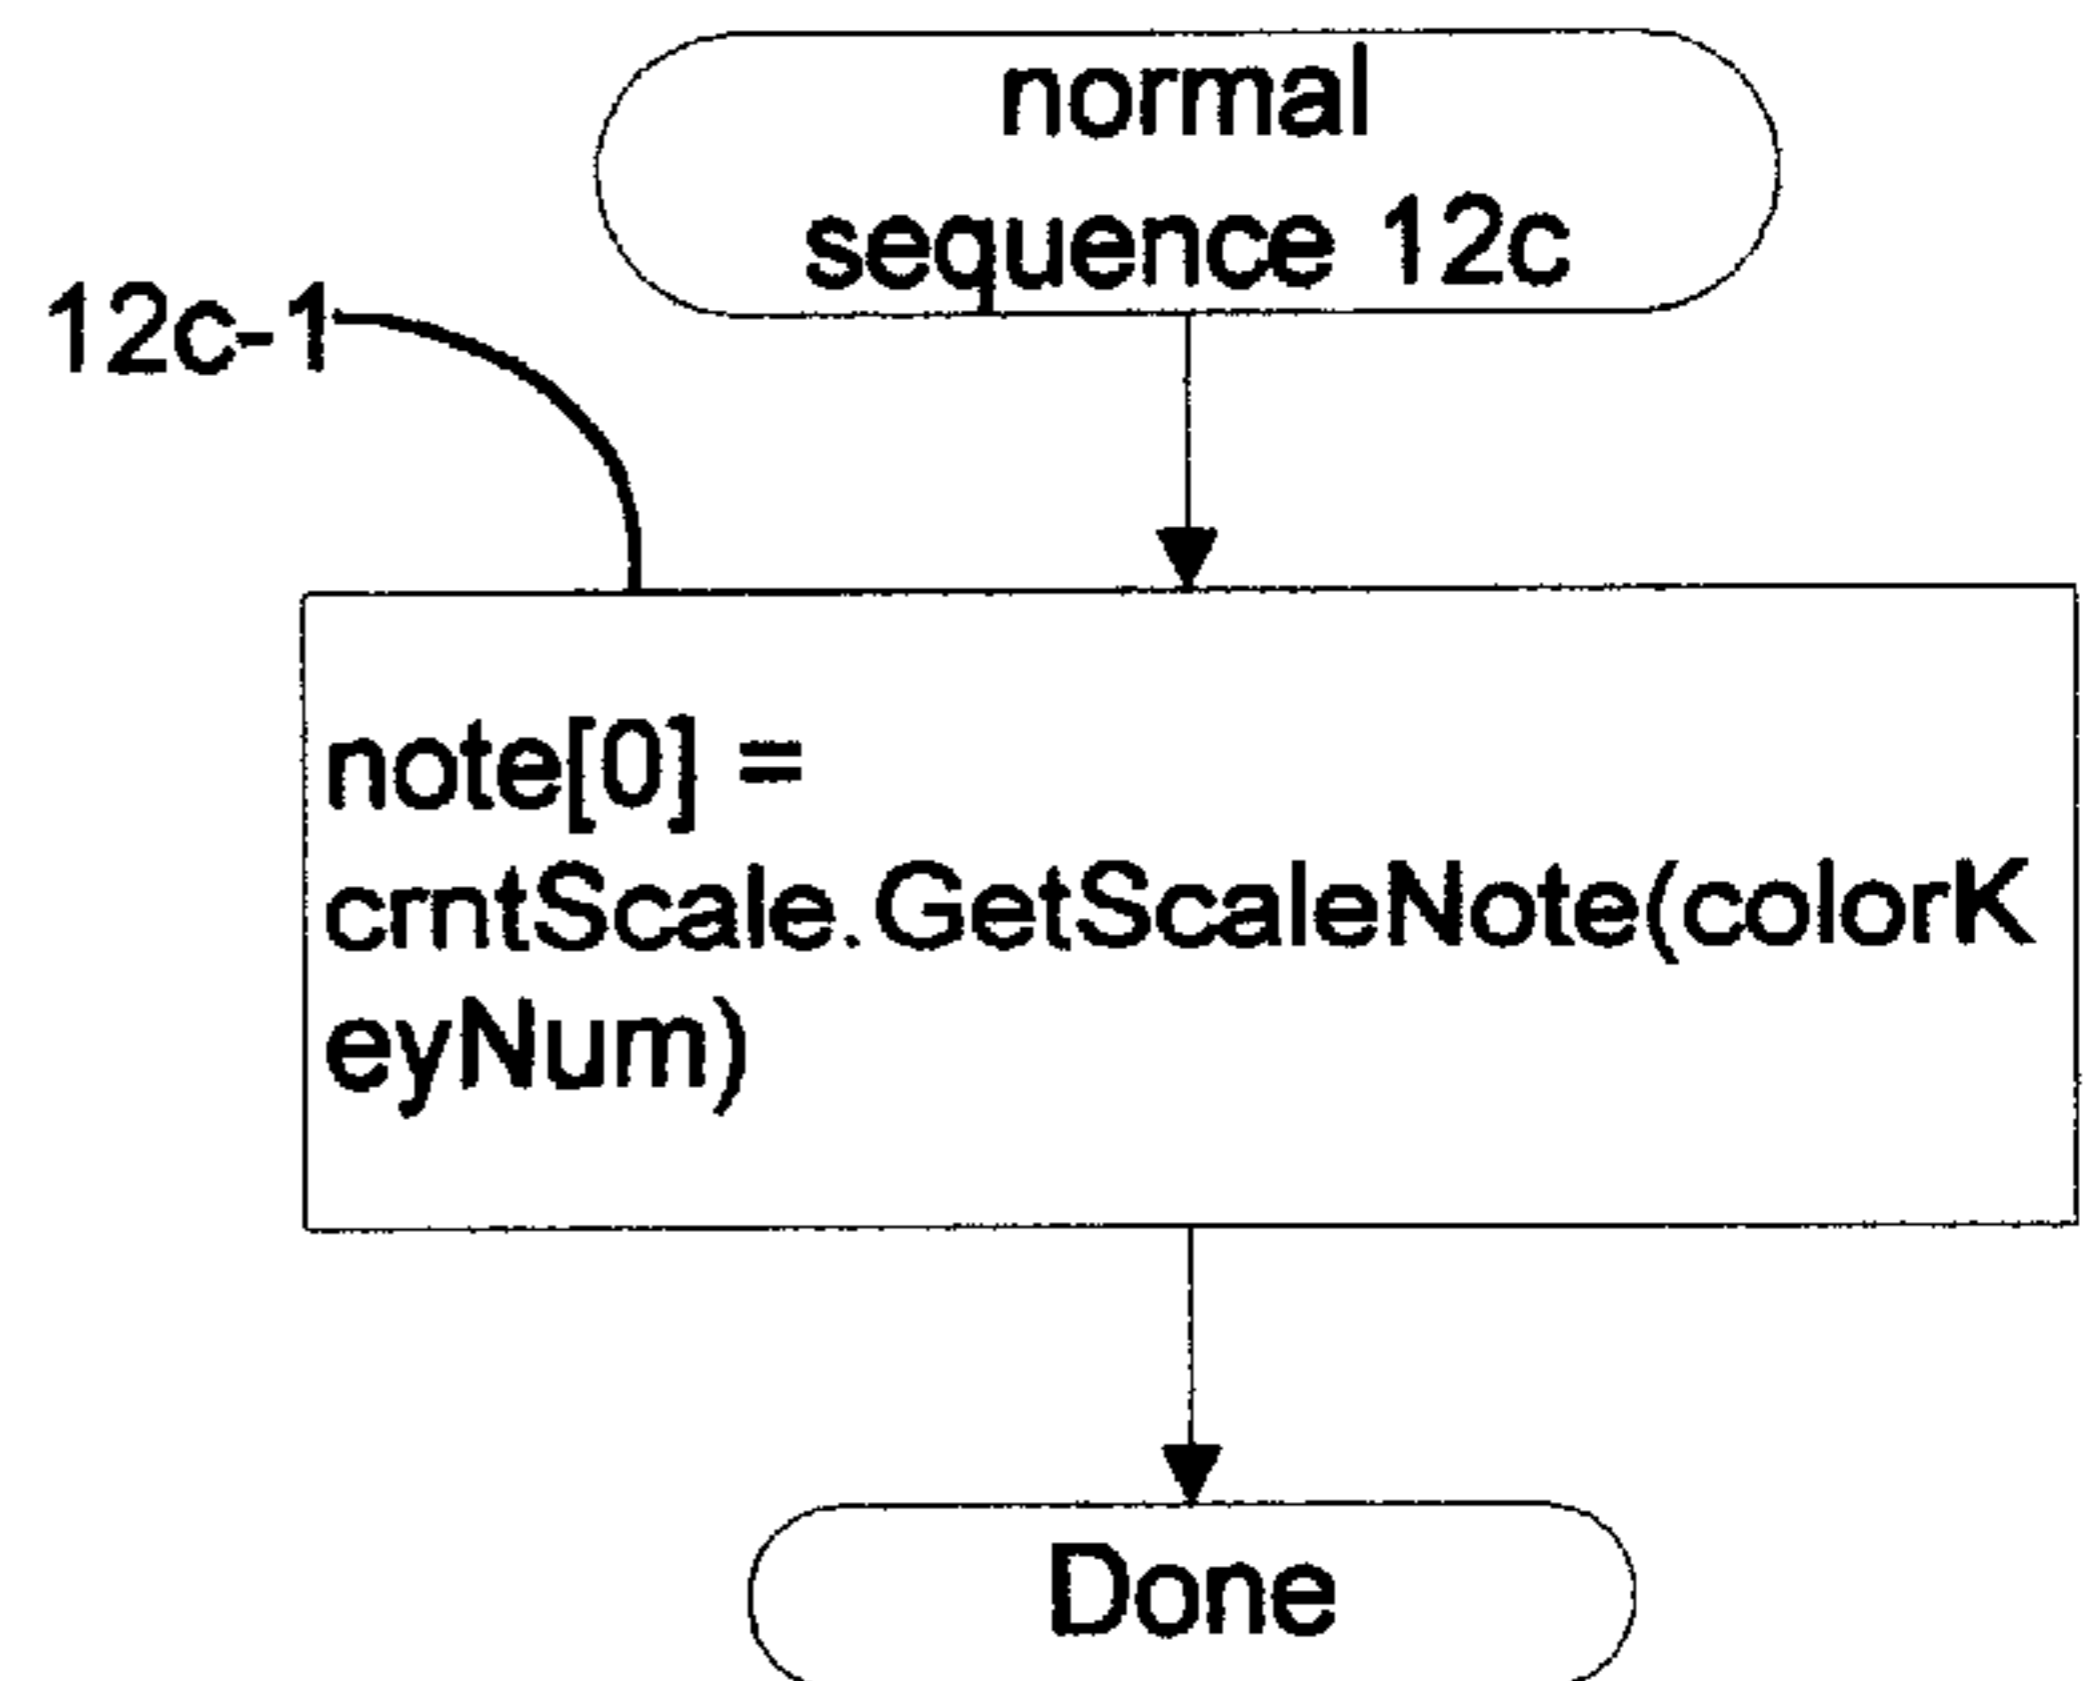 normal
sequence 12c
12c-1
note[0] =
crntScale.GetScaleNote(colorK
eyNum)
Done